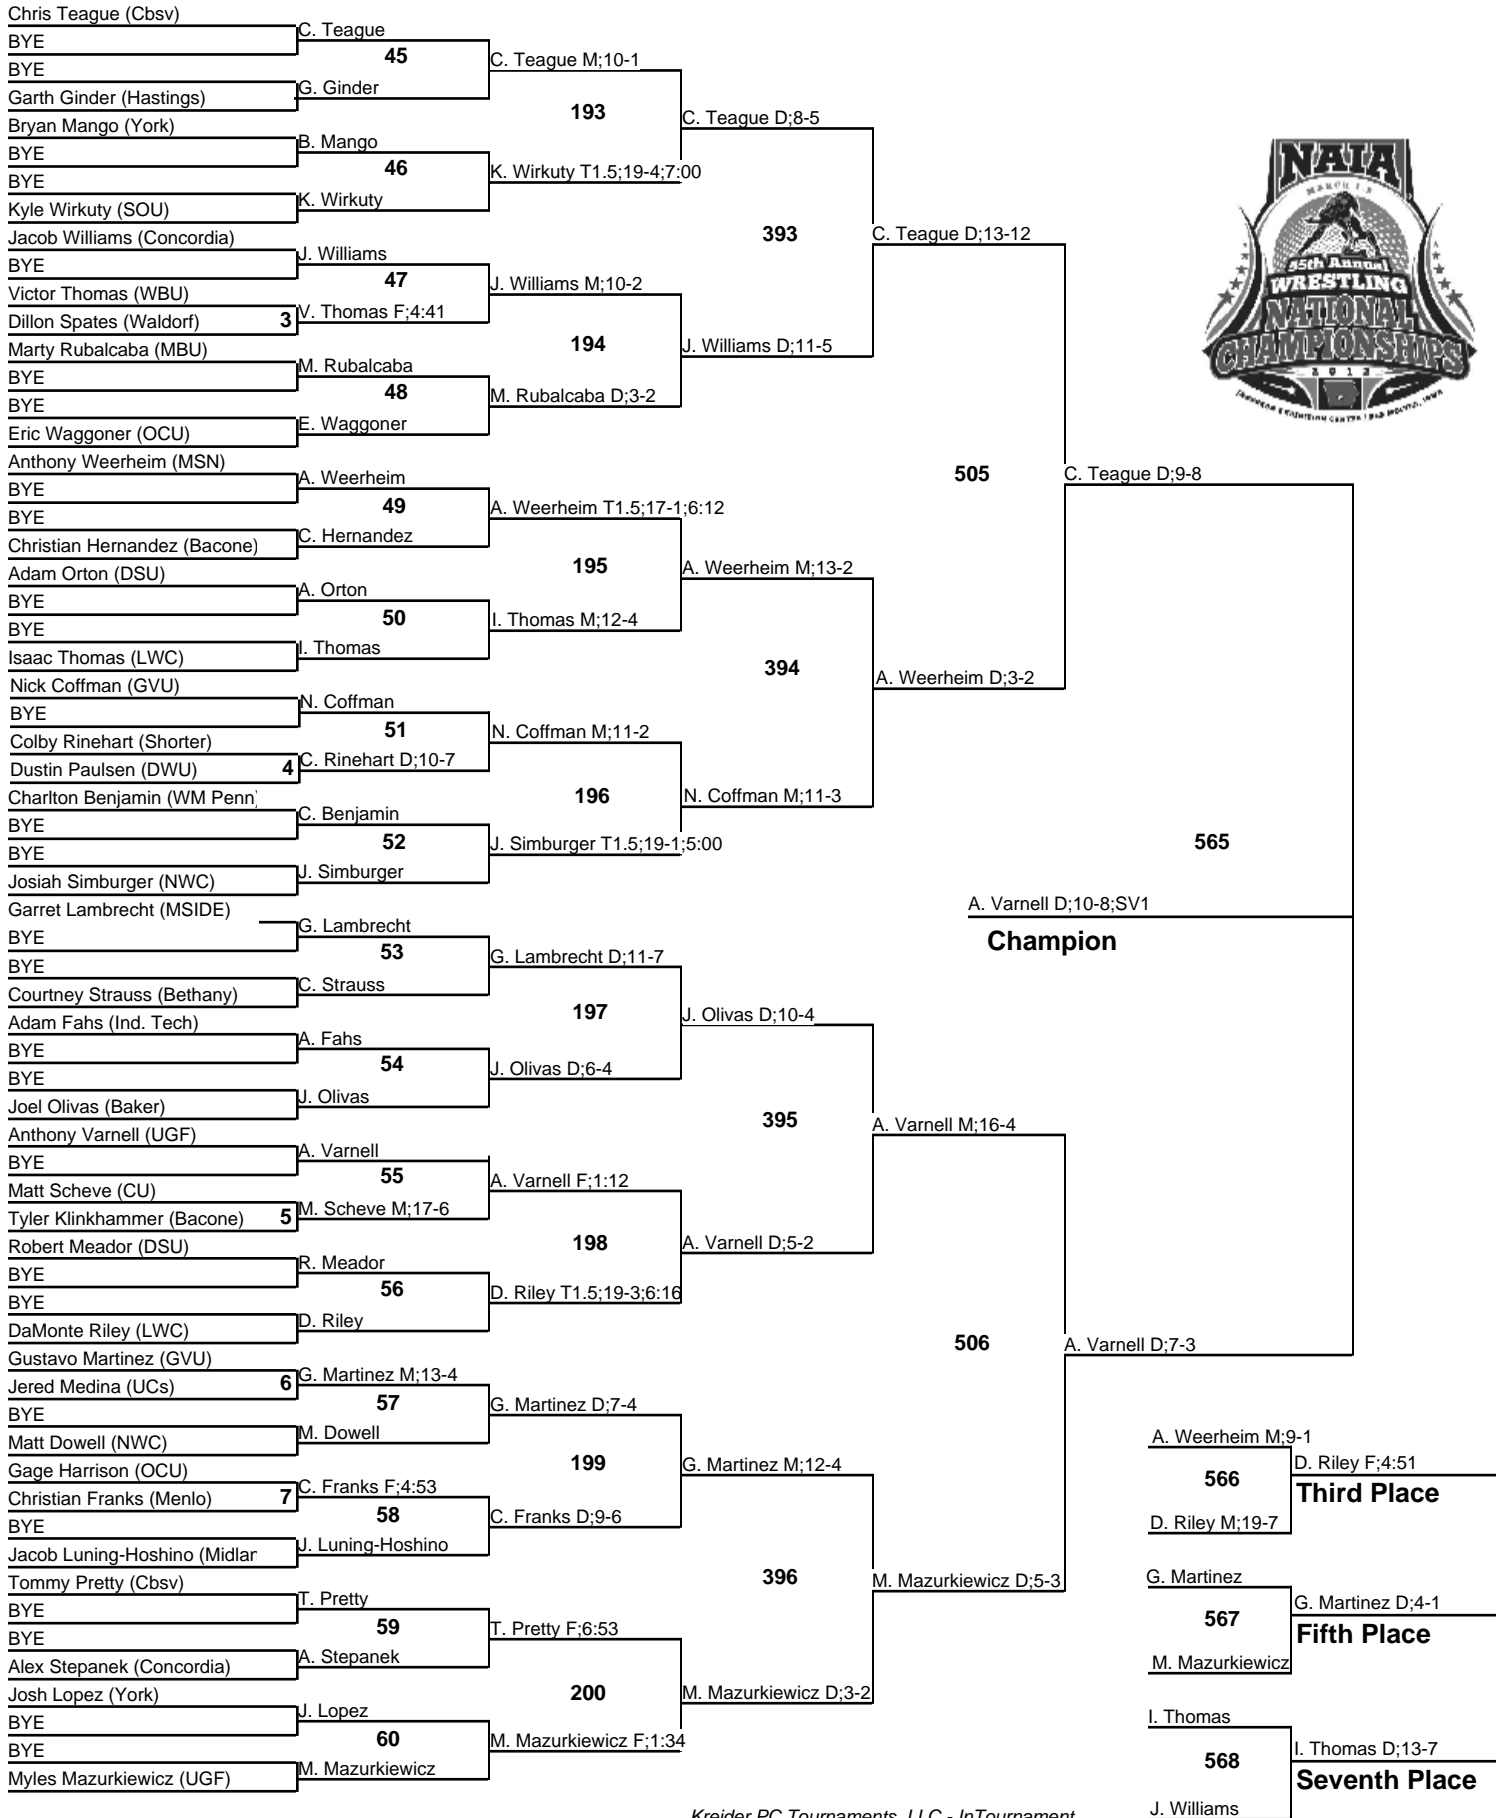 Chris Teague (Cbsv)
BYE
BYE
Garth Ginder (Hastings)
Bryan Mango (York)
BYE
BYE
Kyle Wirkuty (SOU)
Jacob Williams (Concordia)
BYE
Victor Thomas (WBU)
Dillon Spates (Waldorf) 3
Marty Rubalcaba (MBU)
BYE
BYE
Eric Waggoner (OCU)
Anthony Weerheim (MSN)
BYE
BYE
Christian Hernandez (Bacone)
Adam Orton (DSU)
BYE
BYE
Isaac Thomas (LWC)
Nick Coffman (GVU)
BYE
Colby Rinehart (Shorter)
Dustin Paulsen (DWU) 4
Charlton Benjamin (WM Penn)
BYE
BYE
Josiah Simburger (NWC)
Garret Lambrecht (MSIDE)
BYE
BYE
Courtney Strauss (Bethany)
Adam Fahs (Ind. Tech)
BYE
BYE
Joel Olivas (Baker)
Anthony Varnell (UGF)
BYE
Matt Scheve (CU)
Tyler Klinkhammer (Bacone) 5
Robert Meador (DSU)
BYE
BYE
DaMonte Riley (LWC)
Gustavo Martinez (GVU)
Jered Medina (UCs) 6
BYE
Matt Dowell (NWC)
Gage Harrison (OCU)
Christian Franks (Menlo) 7
BYE
Jacob Luning-Hoshino (Midlan
Tommy Pretty (Cbsv)
BYE
BYE
Alex Stepanek (Concordia)
Josh Lopez (York)
BYE
BYE
Myles Mazurkiewicz (UGF)
C. Teague
45
G. Ginder
B. Mango
46
K. Wirkuty
J. Williams
47
V. Thomas F;4:41
M. Rubalcaba
48
E. Waggoner
A. Weerheim
49
C. Hernandez
A. Orton
50
I. Thomas
N. Coffman
51
C. Rinehart D;10-7
C. Benjamin
52
J. Simburger
G. Lambrecht
53
C. Strauss
A. Fahs
54
J. Olivas
A. Varnell
55
M. Scheve M;17-6
R. Meador
56
D. Riley
G. Martinez M;13-4
57
M. Dowell
C. Franks F;4:53
58
J. Luning-Hoshino
T. Pretty
59
A. Stepanek
J. Lopez
60
M. Mazurkiewicz
C. Teague M;10-1
193
K. Wirkuty T1.5;19-4;7:00
J. Williams M;10-2
194
M. Rubalcaba D;3-2
A. Weerheim T1.5;17-1;6:12
195
I. Thomas M;12-4
N. Coffman M;11-2
196
J. Simburger T1.5;19-1;5:00
G. Lambrecht D;11-7
197
J. Olivas D;6-4
A. Varnell F;1:12
198
D. Riley T1.5;19-3;6:16
G. Martinez D;7-4
199
C. Franks D;9-6
T. Pretty F;6:53
200
M. Mazurkiewicz F;1:34
C. Teague D;8-5
393
J. Williams D;11-5
A. Weerheim M;13-2
394
N. Coffman M;11-3
J. Olivas D;10-4
395
A. Varnell D;5-2
G. Martinez M;12-4
396
M. Mazurkiewicz D;3-2
C. Teague D;13-12
505
A. Weerheim D;3-2
A. Varnell M;16-4
506
M. Mazurkiewicz D;5-3
C. Teague D;9-8
565
A. Varnell D;7-3
A. Varnell D;10-8;SV1
Champion
NAIA
55th Annual
WRESTLING
NATIONAL
CHAMPIONSHIPS
2012
A. Weerheim M;9-1
566
D. Riley M;19-7
D. Riley F;4:51
Third Place
G. Martinez
567
M. Mazurkiewicz
G. Martinez D;4-1
Fifth Place
I. Thomas
568
J. Williams
I. Thomas D;13-7
Seventh Place
Kreider PC Tournaments, LLC - InTournament